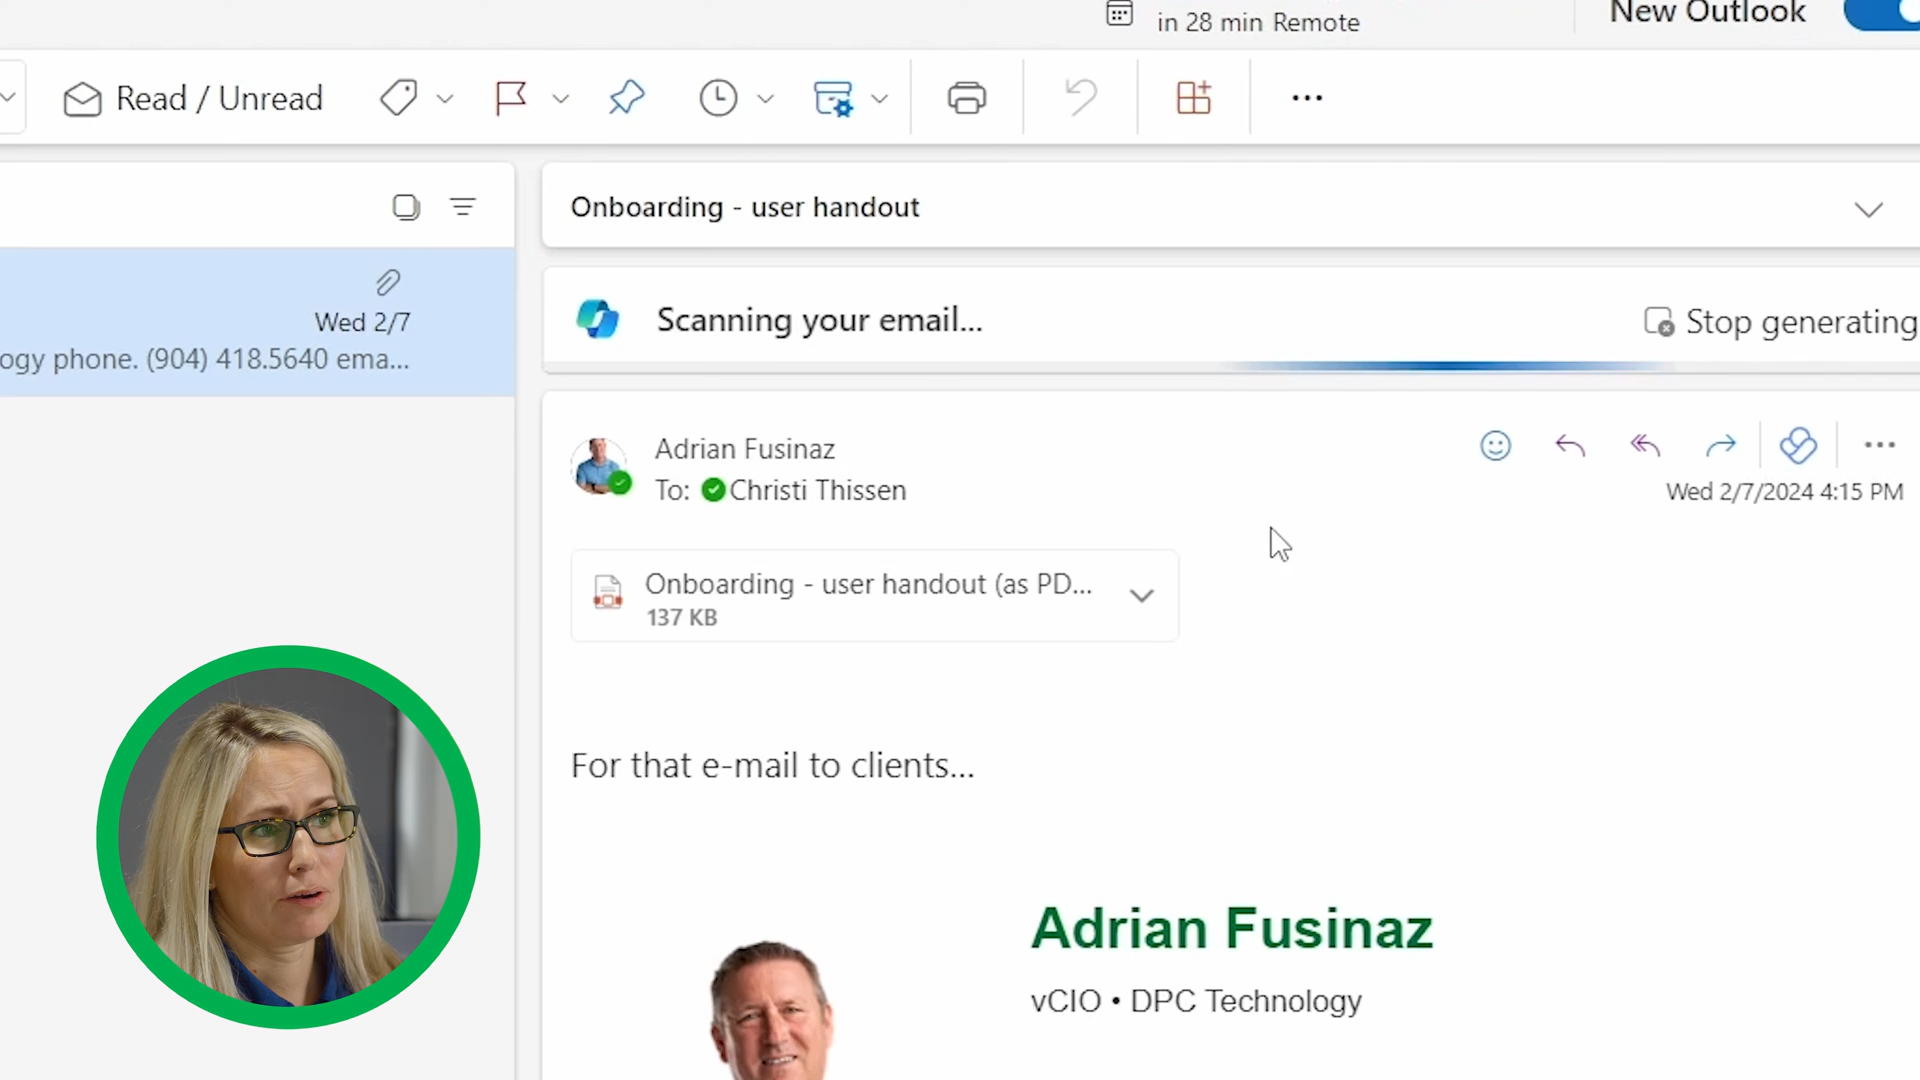 in 28 min Remote
New Outlook
Read / Unread
Wed 2/7
ogy phone. (904) 418.5640 ema...
Onboarding - user handout
Scanning your email...
Stop generating
Adrian Fusinaz
To: Christi Thissen
Wed 2/7/2024 4:15 PM
Onboarding - user handout (as PD...
137 KB
For that e-mail to clients...
Adrian Fusinaz
vCIO • DPC Technology